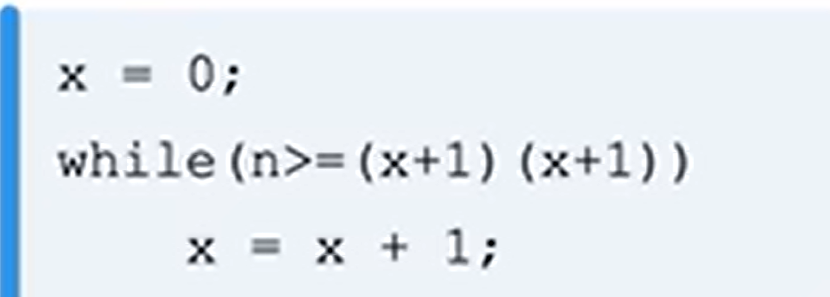 x = 0;
while(n>=(x+1)(x+1))
x = x + 1;